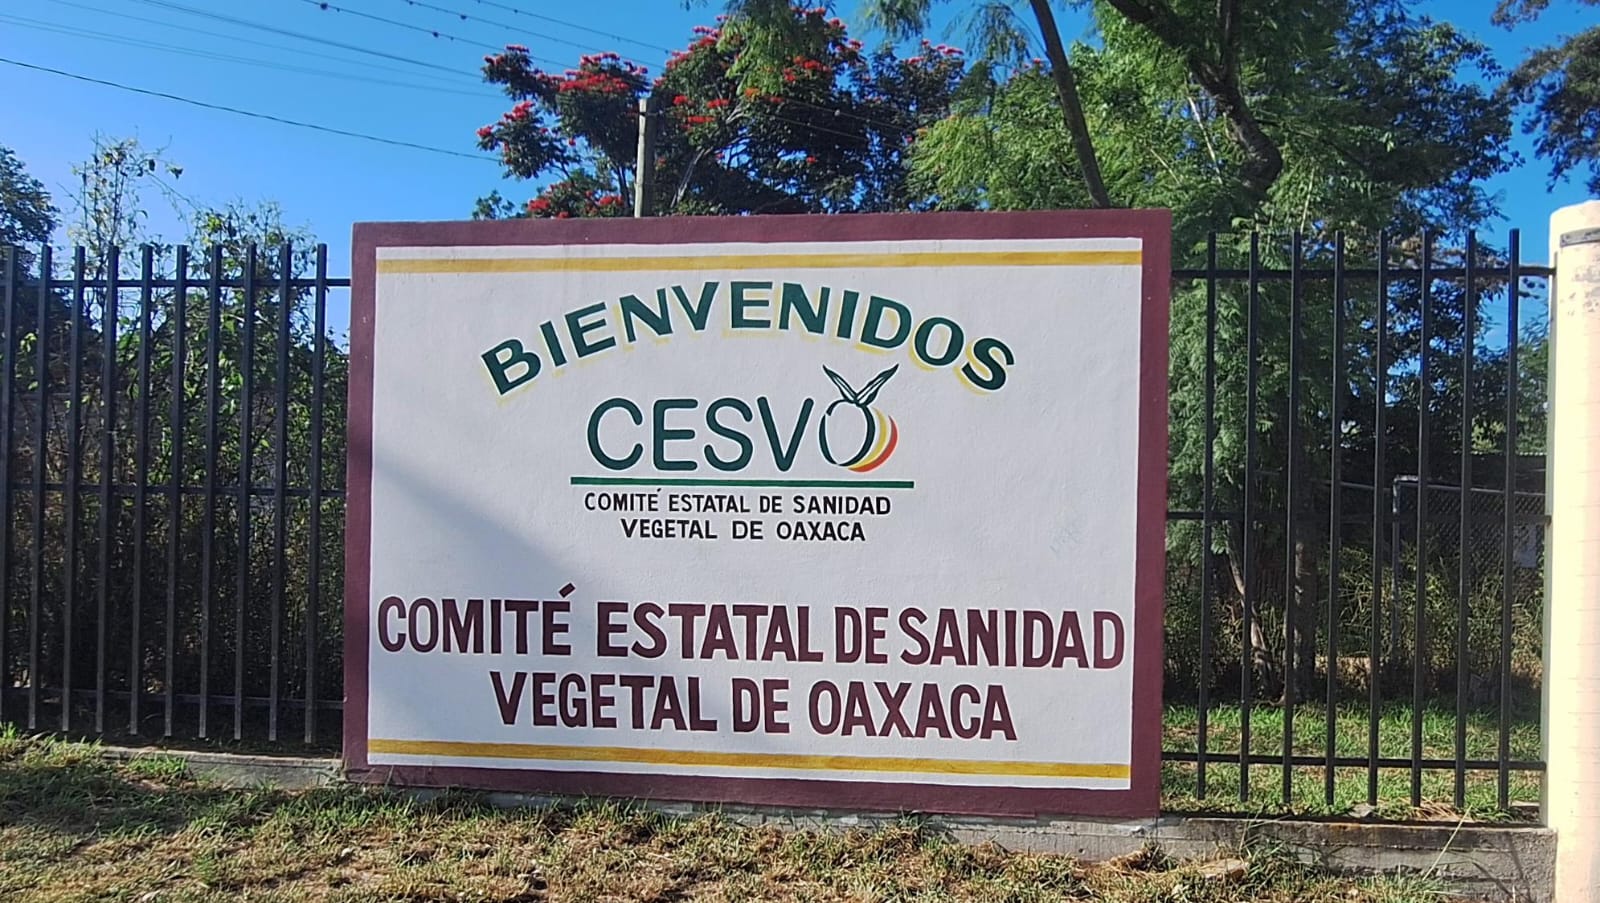 BIENVENIDOS
CESVO
COMITÉ ESTATAL DE SANIDAD
VEGETAL DE OAXACA
COMITÉ ESTATAL DE SANIDAD
VEGETAL DE OAXACA